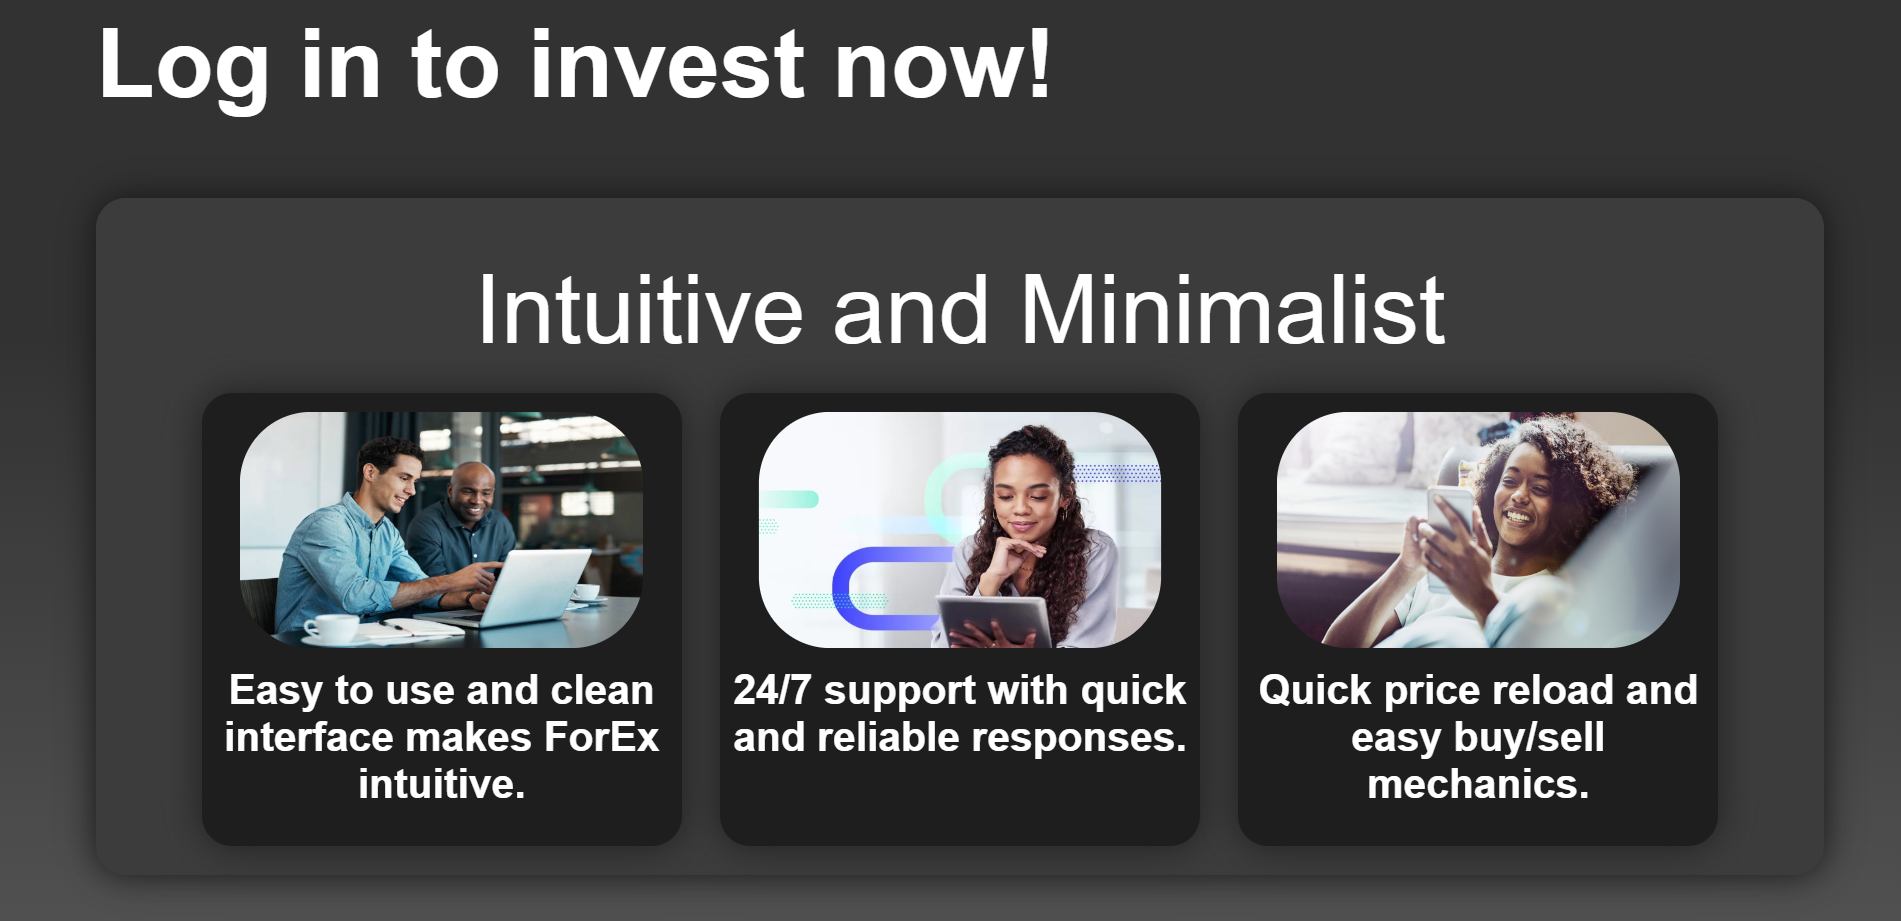 Log in to invest now!
Intuitive and Minimalist
Easy to use and clean
interface makes ForEx
intuitive.
24/7 support with quick
and reliable responses.
Quick price reload and
easy buy/sell
mechanics.